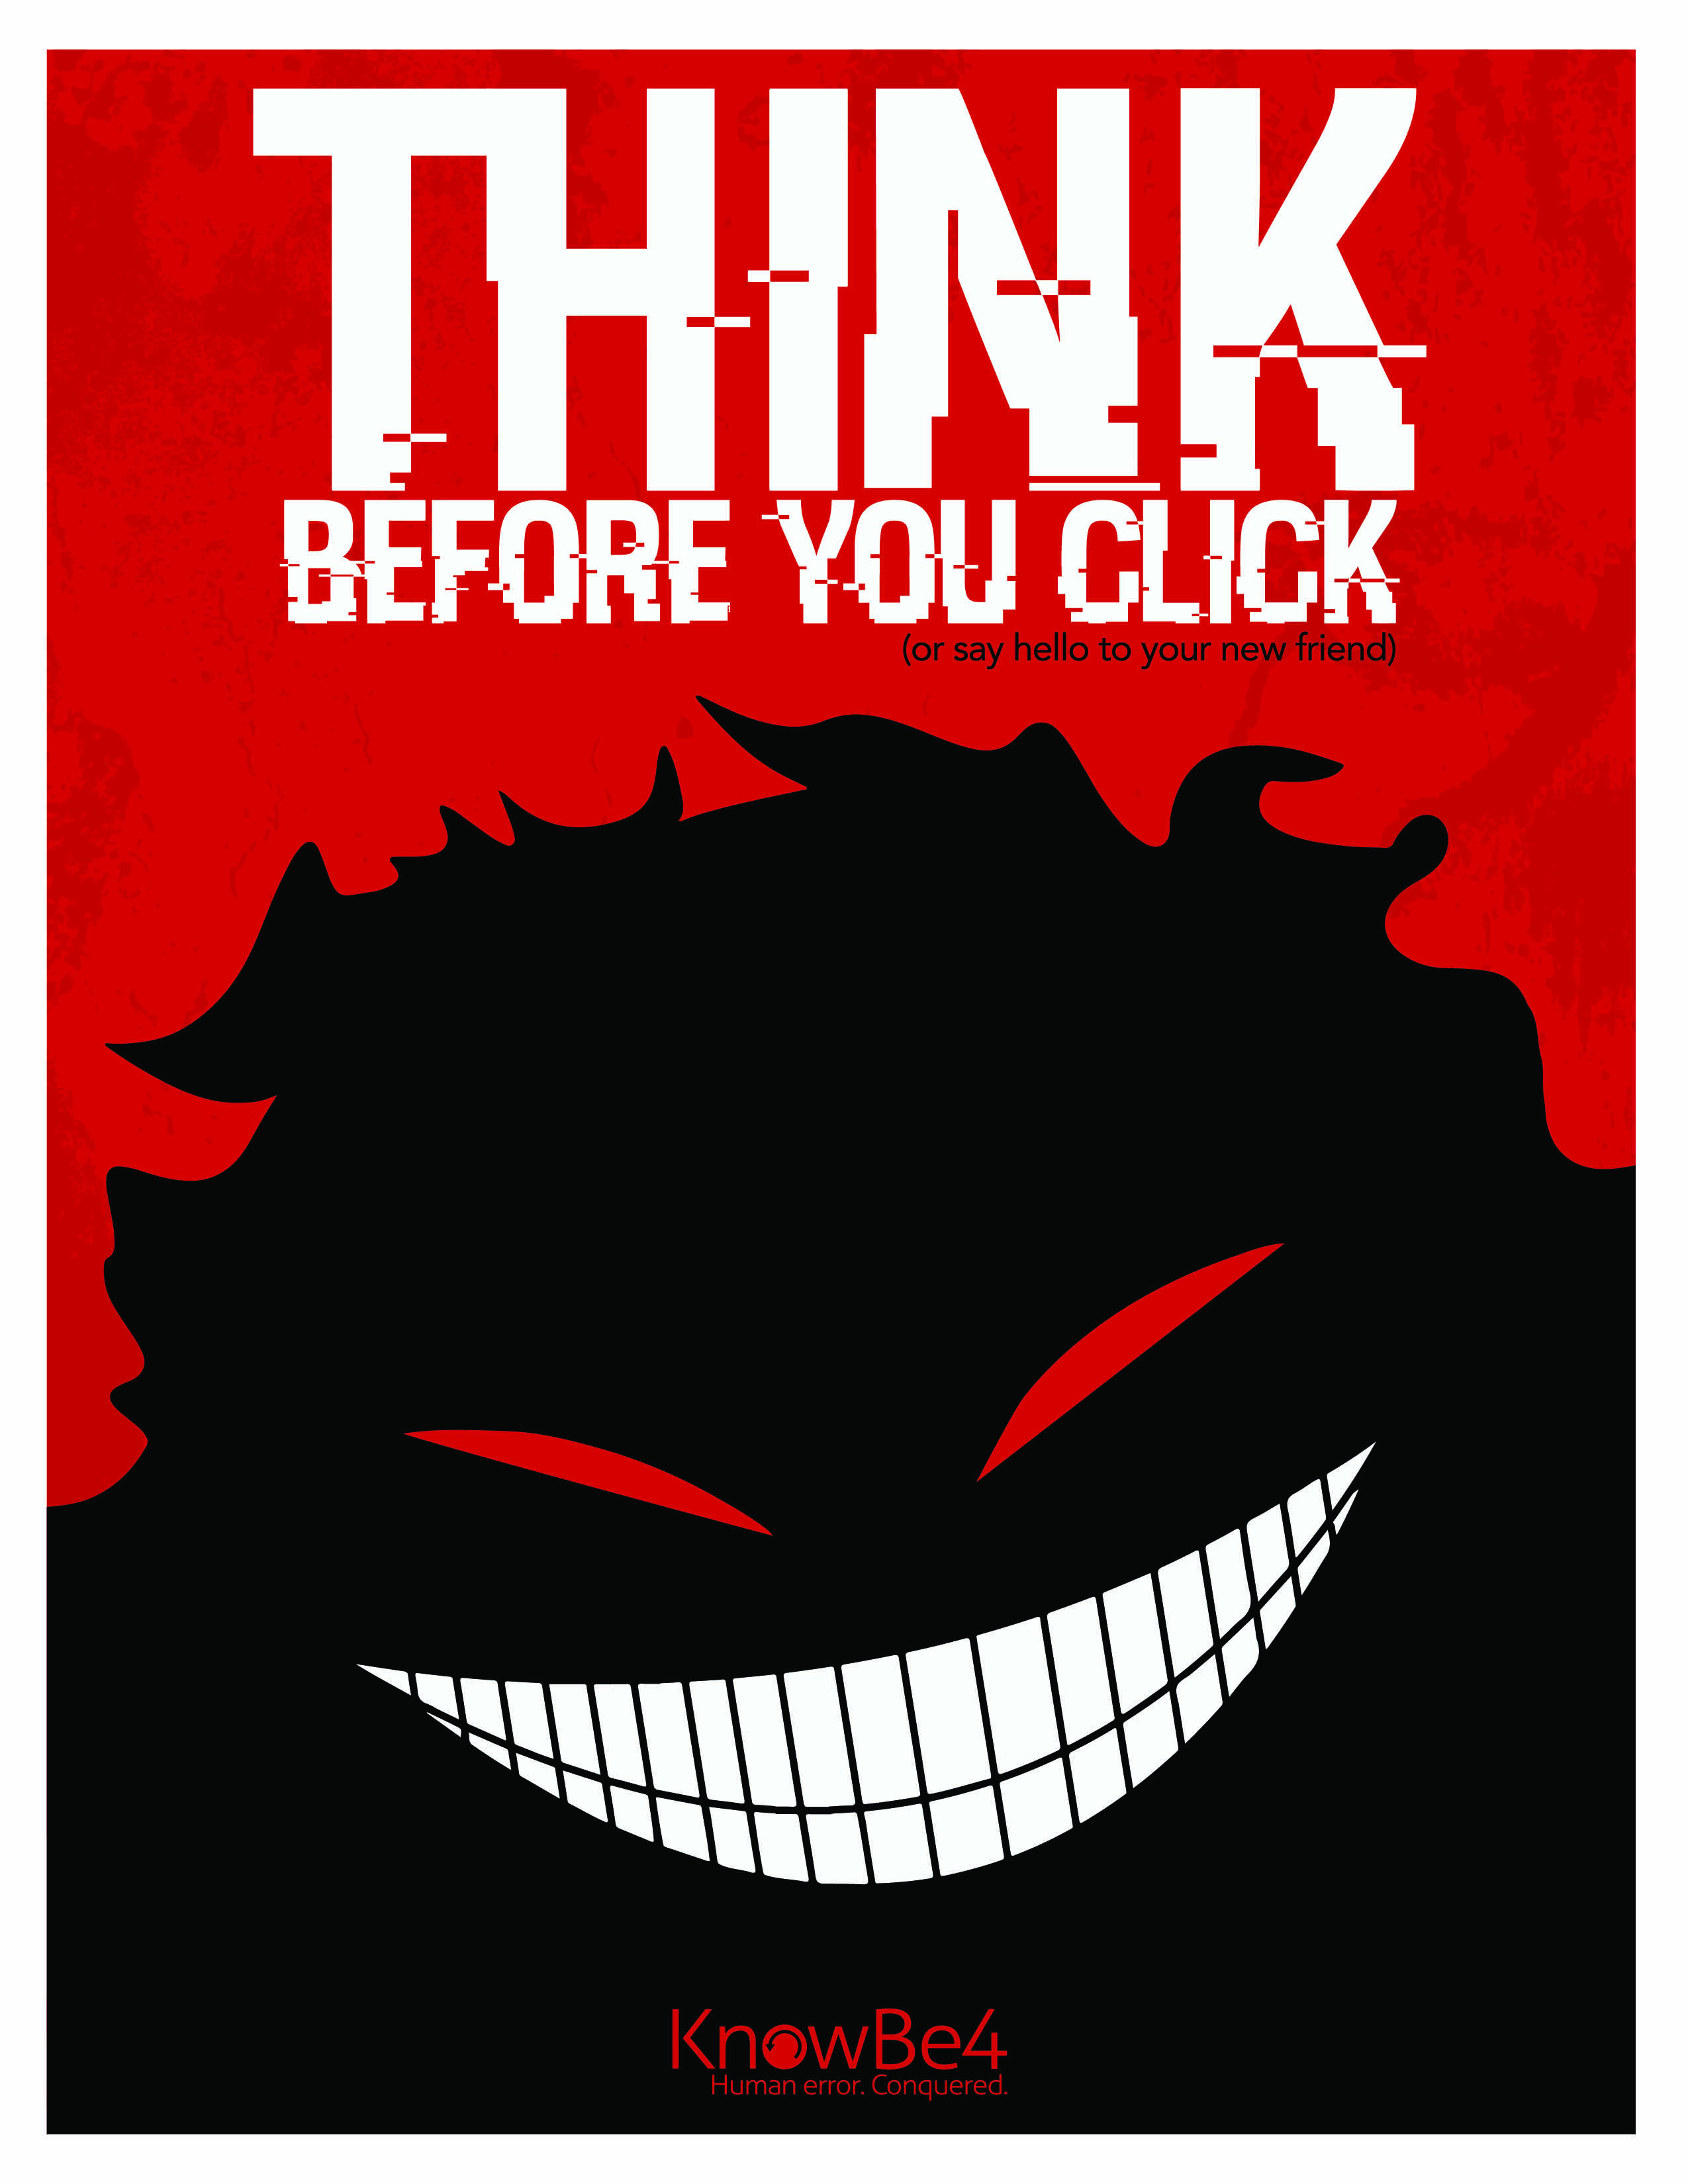 THINK
BEFORE YOU CLICK
(or say hello to your new friend)
KnowBe4
Human error. Conquered.